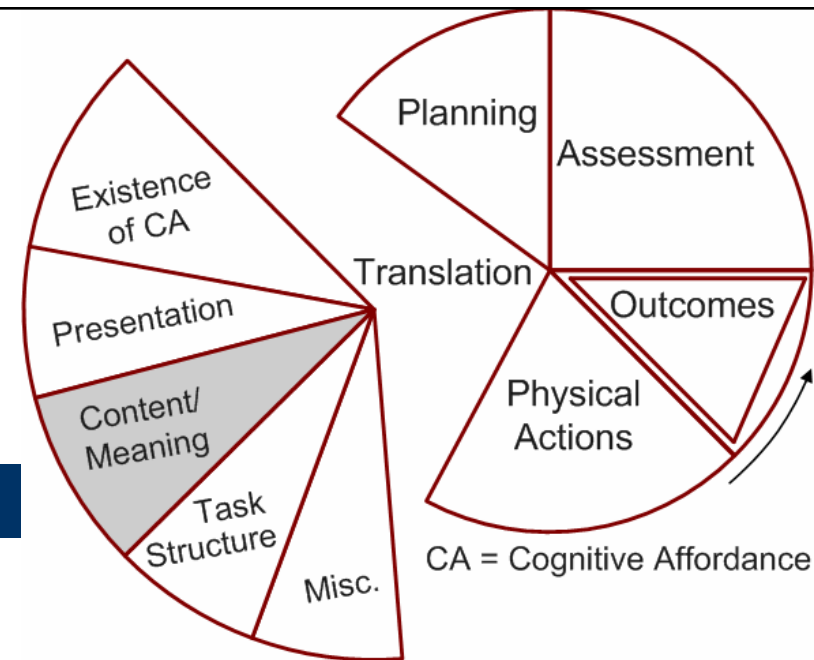 Planning
Assessment
Existence
of CA
Translation
Outcomes
Presentation
Physical
Actions
Content/
Meaning
Task
Structure
Misc.
CA = Cognitive Affordance